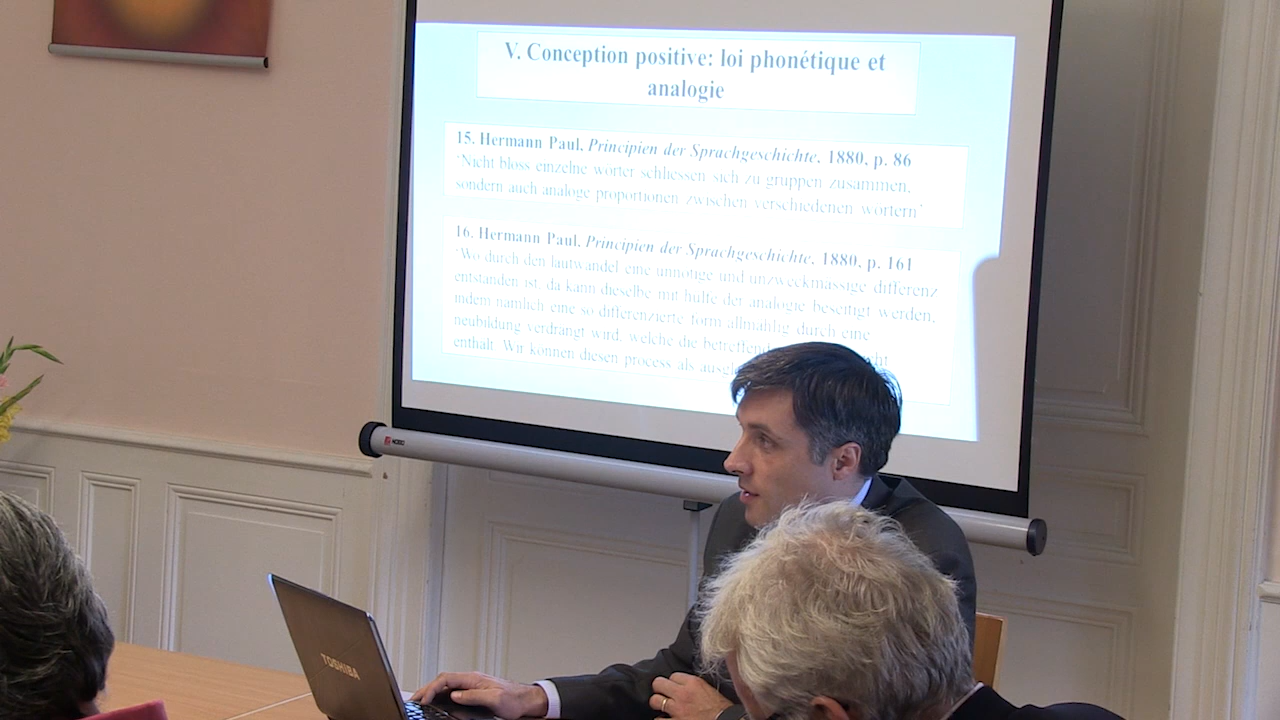 V. Conception positive: loi phonétique et
analogie
15. Hermann Paul. Principien der Sprachgeschichte. 1880. p. 86
'Nicht bloss einzelne wörter schliessen sich zu gruppen zusammen,
sondern auch analoge proportionen zwischen verschiedenen wörtern'
16. Hermann Paul. Principien der Sprachgeschichte. 1880. p. 161
'Wo durch den lautwandel eine unnötige und unzweckmässige differenz
entstanden ist, da kann dieselbe mit hülfe der analogie beseitigt werden,
indem nämlich eine so differenzierte form allmählig durch eine
neubildung verdrängt wird, welche die
enthält. Wir können diesen process als
NOBO
TOSHIBA